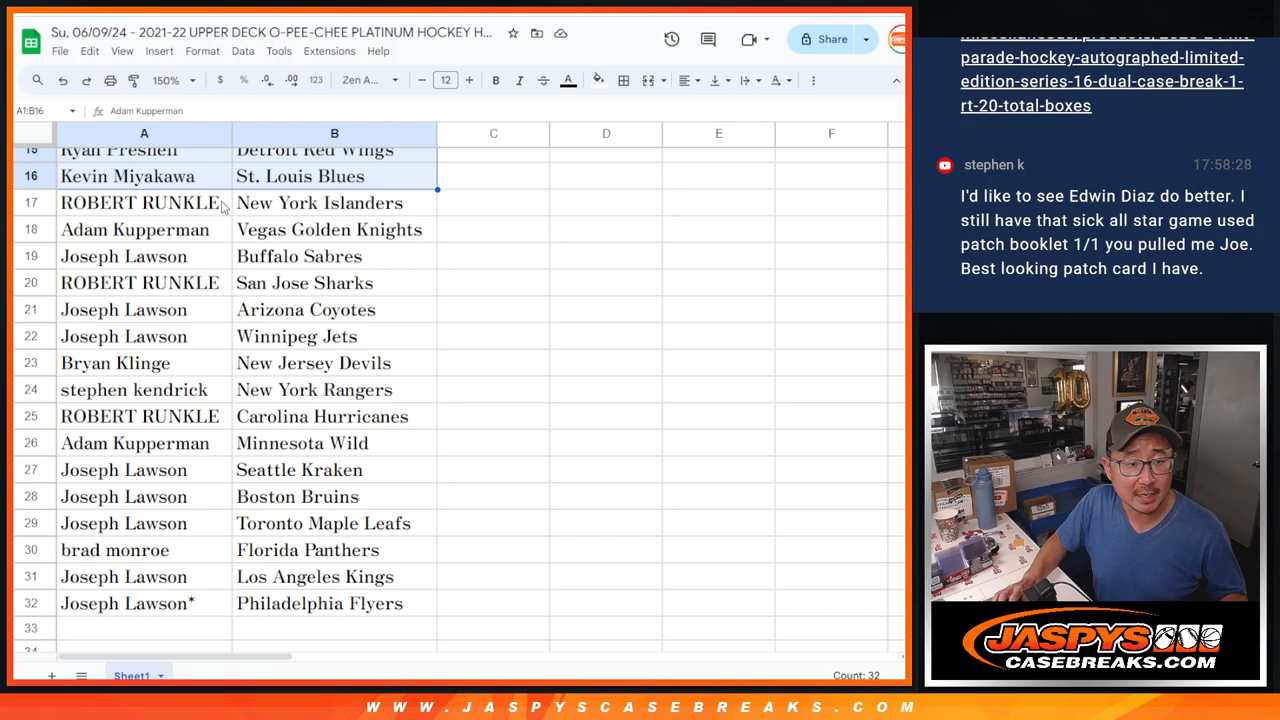 Su, 06/09/24 - 2021-22 UPPER DECK O-PEE-CHEE PLATINUM HOCKEY H...
File Edit View Insert Format Data Tools Extensions Help
Share
150% $ % .0 .00 123 Zen A... 12 B I A
A1:B16 fx Adam Kupperman
A B C D E F
15 Ryan Presnell Detroit Red Wings
16 Kevin Miyakawa St. Louis Blues
17 ROBERT RUNKLE New York Islanders
18 Adam Kupperman Vegas Golden Knights
19 Joseph Lawson Buffalo Sabres
20 ROBERT RUNKLE San Jose Sharks
21 Joseph Lawson Arizona Coyotes
22 Joseph Lawson Winnipeg Jets
23 Bryan Klinge New Jersey Devils
24 stephen kendrick New York Rangers
25 ROBERT RUNKLE Carolina Hurricanes
26 Adam Kupperman Minnesota Wild
27 Joseph Lawson Seattle Kraken
28 Joseph Lawson Boston Bruins
29 Joseph Lawson Toronto Maple Leafs
30 brad monroe Florida Panthers
31 Joseph Lawson Los Angeles Kings
32 Joseph Lawson* Philadelphia Flyers
33
34
Sheet1 Count: 32
parade-hockey-autographed-limited-
edition-series-16-dual-case-break-1-
rt-20-total-boxes
stephen k 17:58:28
I'd like to see Edwin Diaz do better. I
still have that sick all star game used
patch booklet 1/1 you pulled me Joe.
Best looking patch card I have.
10
JASPYS
CASEBREAKS.COM
WWW.JASPYSCASEBREAKS.COM